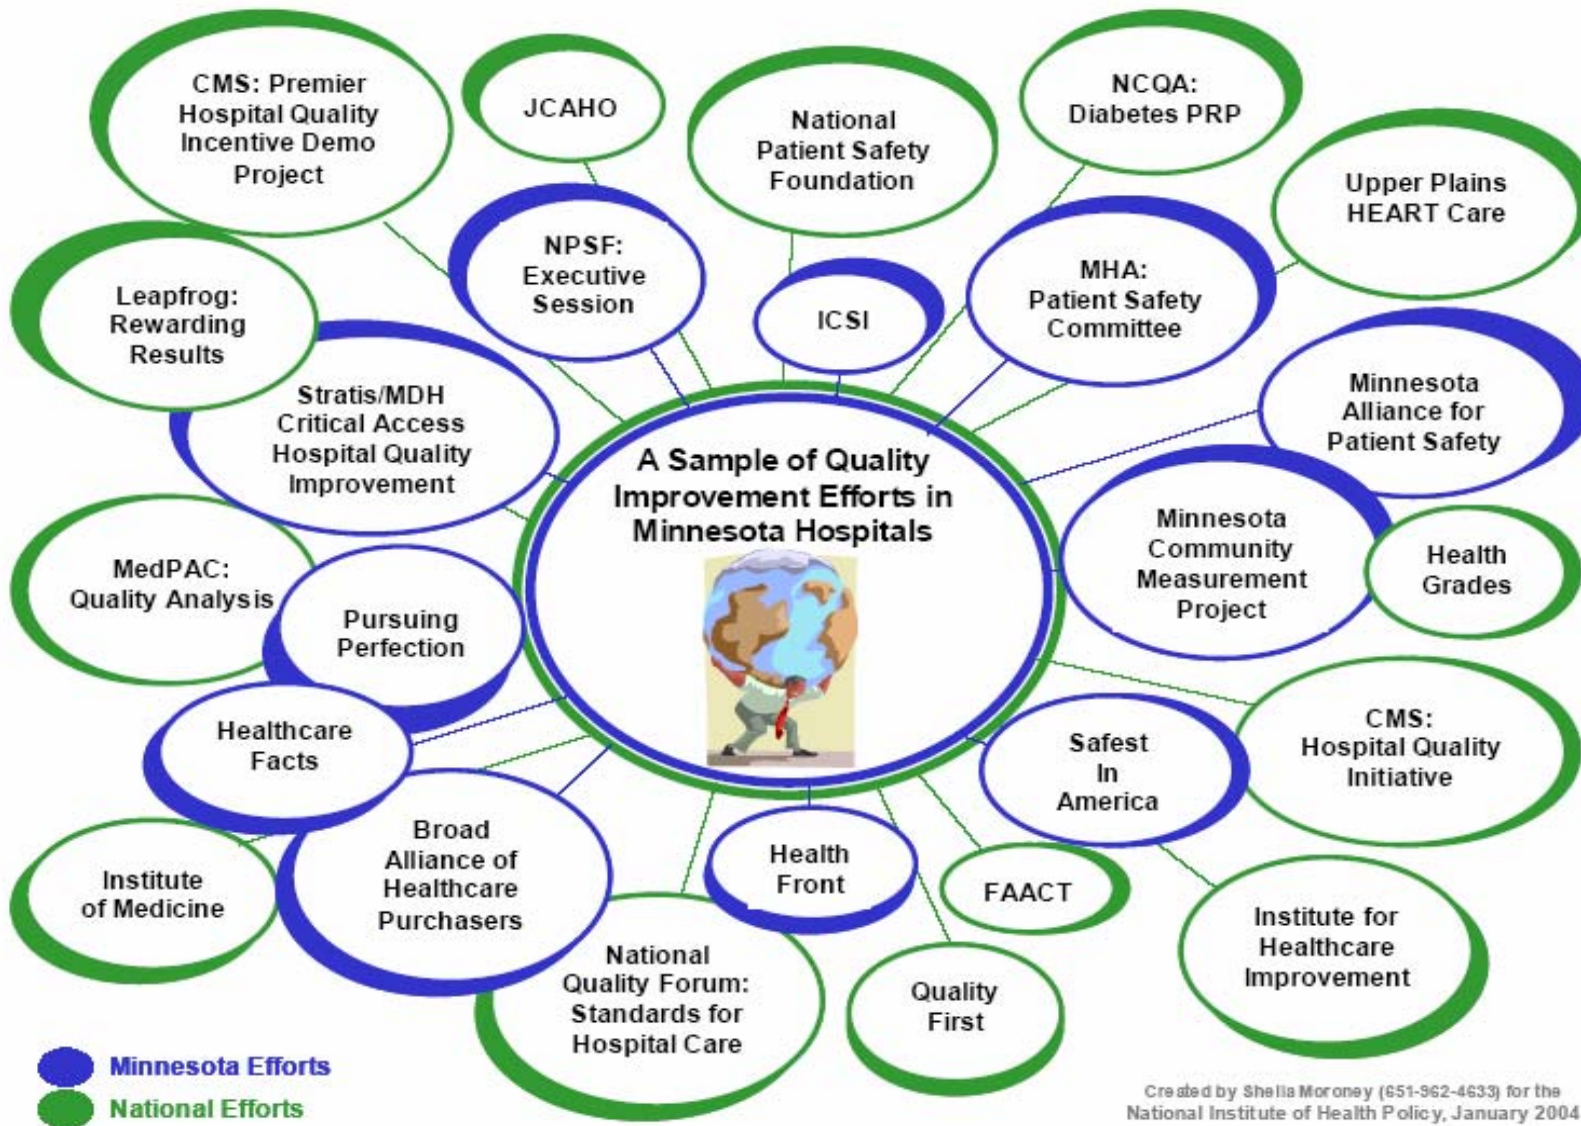 CMS: Premier
Hospital Quality
Incentive Demo
Project
JCAHO
National
Patient Safety
Foundation
NCQA:
Diabetes PRP
Upper Plains
HEART Care
Leapfrog:
Rewarding
Results
NPSF:
Executive
Session
ICSI
MHA:
Patient Safety
Committee
Stratis/MDH
Critical Access
Hospital Quality
Improvement
Minnesota
Alliance for
Patient Safety
A Sample of Quality
Improvement Efforts in
Minnesota Hospitals
MedPAC:
Quality Analysis
Pursuing
Perfection
Minnesota
Community
Measurement
Project
Health
Grades
Healthcare
Facts
Safest
In
America
CMS:
Hospital Quality
Initiative
Institute
of Medicine
Broad
Alliance of
Healthcare
Purchasers
Health
Front
FAACT
Institute for
Healthcare
Improvement
National
Quality Forum:
Standards for
Hospital Care
Quality
First
Minnesota Efforts
National Efforts
Created by Shelia Moroney (651-962-4633) for the
National Institute of Health Policy, January 2004